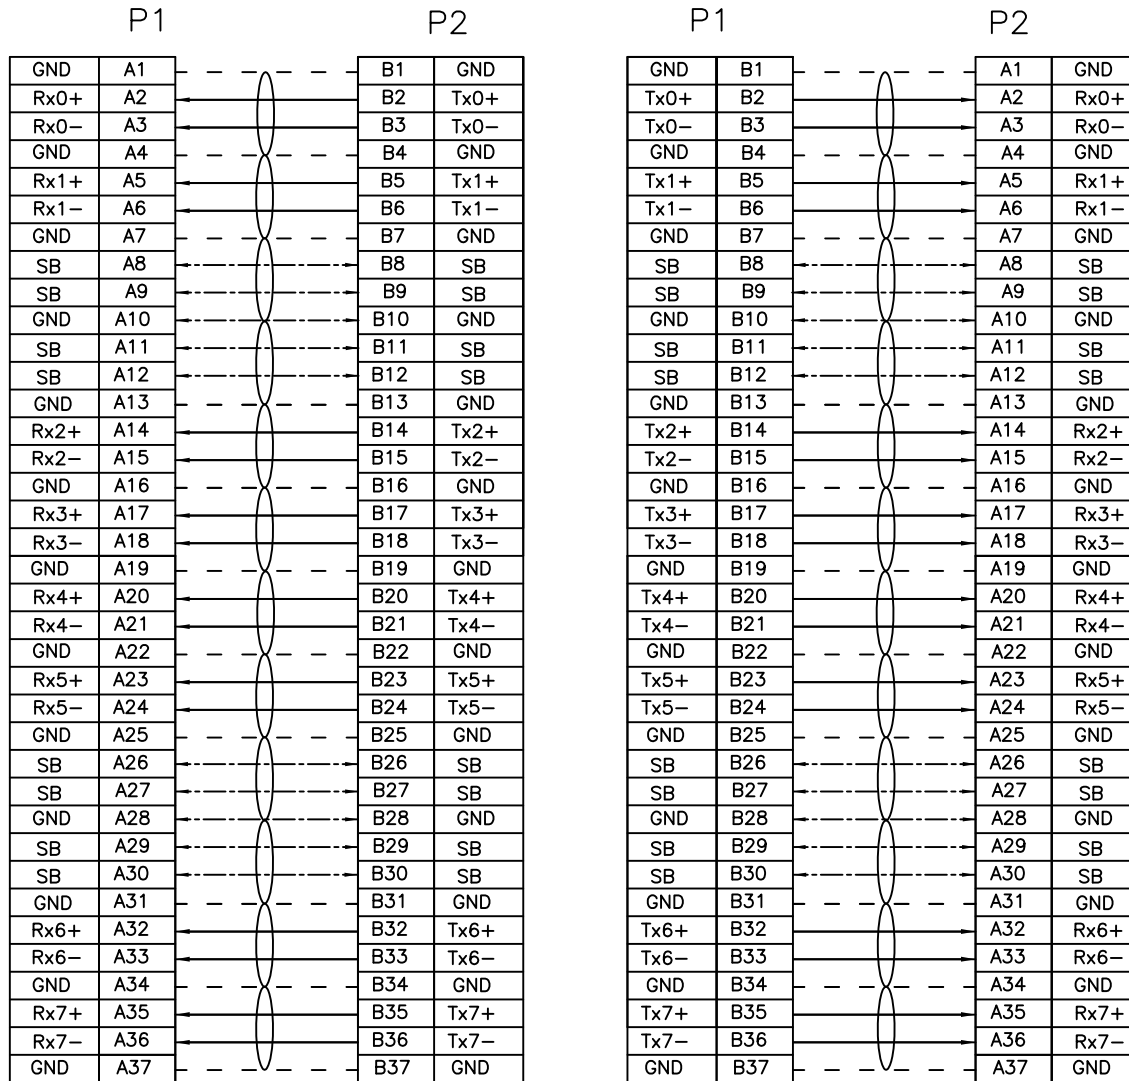 P1 P2 P1 P2
GND A1 B1 GND GND B1 A1 GND
Rx0+ A2 B2 Tx0+ Tx0+ B2 A2 Rx0+
Rx0- A3 B3 Tx0- Tx0- B3 A3 Rx0-
GND A4 B4 GND GND B4 A4 GND
Rx1+ A5 B5 Tx1+ Tx1+ B5 A5 Rx1+
Rx1- A6 B6 Tx1- Tx1- B6 A6 Rx1-
GND A7 B7 GND GND B7 A7 GND
SB A8 B8 SB SB B8 A8 SB
SB A9 B9 SB SB B9 A9 SB
GND A10 B10 GND GND B10 A10 GND
SB A11 B11 SB SB B11 A11 SB
SB A12 B12 SB SB B12 A12 SB
GND A13 B13 GND GND B13 A13 GND
Rx2+ A14 B14 Tx2+ Tx2+ B14 A14 Rx2+
Rx2- A15 B15 Tx2- Tx2- B15 A15 Rx2-
GND A16 B16 GND GND B16 A16 GND
Rx3+ A17 B17 Tx3+ Tx3+ B17 A17 Rx3+
Rx3- A18 B18 Tx3- Tx3- B18 A18 Rx3-
GND A19 B19 GND GND B19 A19 GND
Rx4+ A20 B20 Tx4+ Tx4+ B20 A20 Rx4+
Rx4- A21 B21 Tx4- Tx4- B21 A21 Rx4-
GND A22 B22 GND GND B22 A22 GND
Rx5+ A23 B23 Tx5+ Tx5+ B23 A23 Rx5+
Rx5- A24 B24 Tx5- Tx5- B24 A24 Rx5-
GND A25 B25 GND GND B25 A25 GND
SB A26 B26 SB SB B26 A26 SB
SB A27 B27 SB SB B27 A27 SB
GND A28 B28 GND GND B28 A28 GND
SB A29 B29 SB SB B29 A29 SB
SB A30 B30 SB SB B30 A30 SB
GND A31 B31 GND GND B31 A31 GND
Rx6+ A32 B32 Tx6+ Tx6+ B32 A32 Rx6+
Rx6- A33 B33 Tx6- Tx6- B33 A33 Rx6-
GND A34 B34 GND GND B34 A34 GND
Rx7+ A35 B35 Tx7+ Tx7+ B35 A35 Rx7+
Rx7- A36 B36 Tx7- Tx7- B36 A36 Rx7-
GND A37 B37 GND GND B37 A37 GND